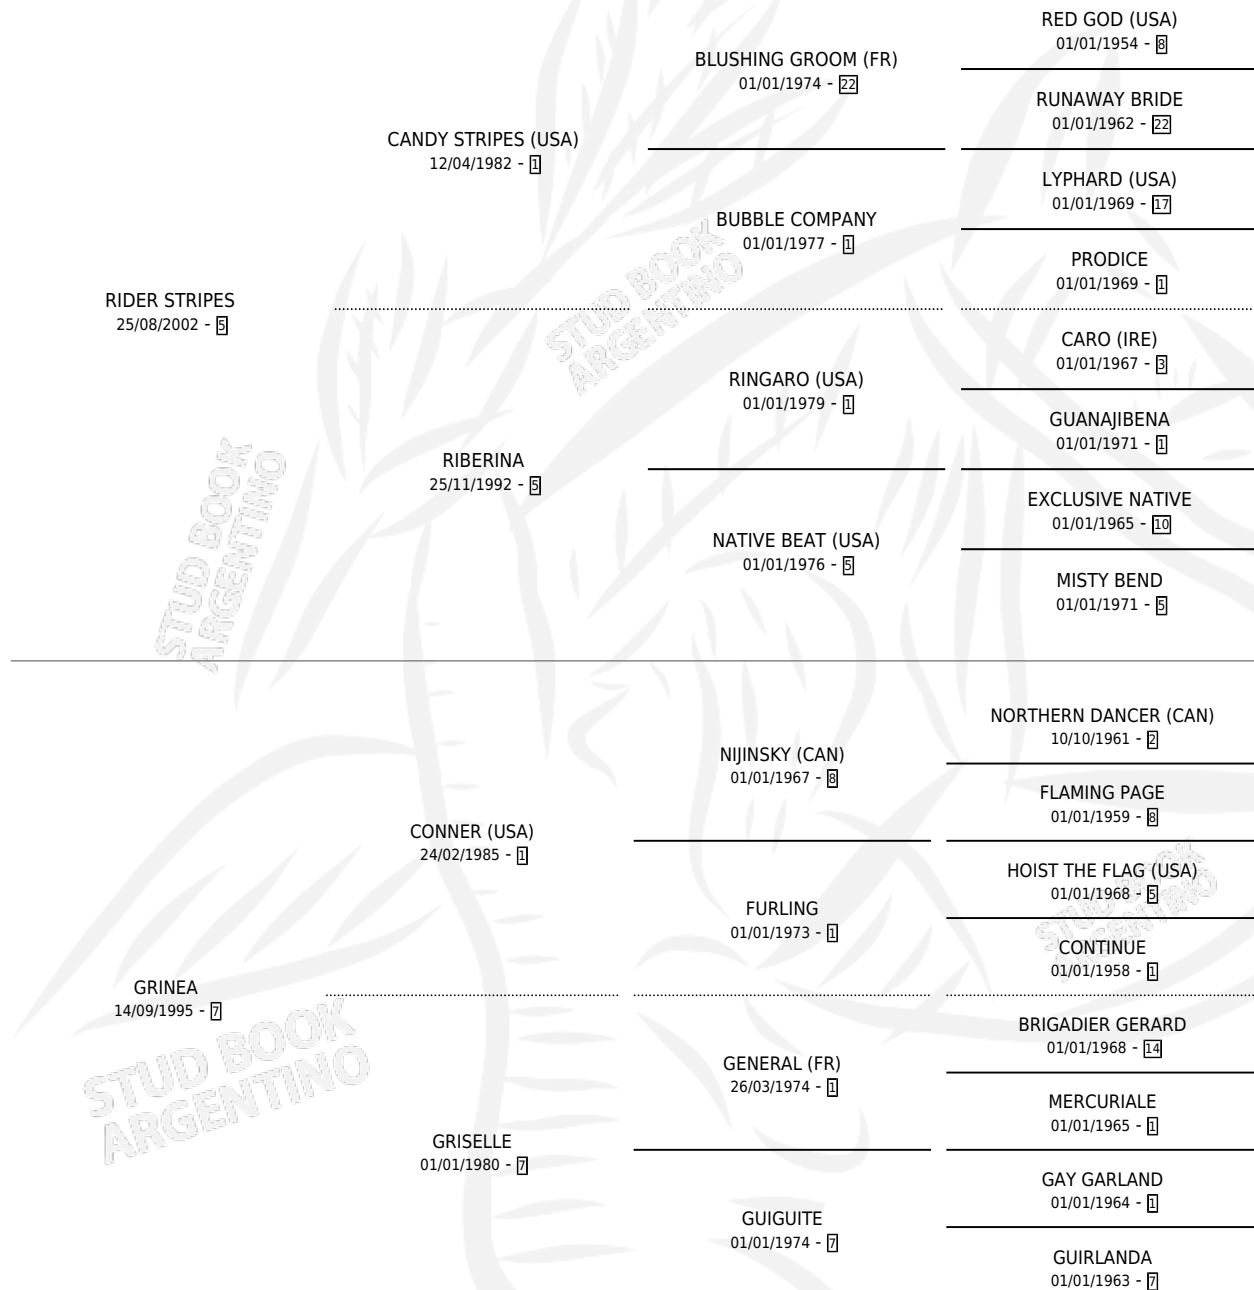 RED GOD (USA)
01/01/1954 - 8
BLUSHING GROOM (FR)
01/01/1974 - 22
RUNAWAY BRIDE
01/01/1962 - 22
CANDY STRIPES (USA)
12/04/1982 - 1
LYPHARD (USA)
01/01/1969 - 17
BUBBLE COMPANY
01/01/1977 - 1
PRODICE
01/01/1969 - 1
RIDER STRIPES
25/08/2002 - 5
CARO (IRE)
01/01/1967 - 3
RINGARO (USA)
01/01/1979 - 1
GUANAJIBENA
01/01/1971 - 1
RIBERINA
25/11/1992 - 5
EXCLUSIVE NATIVE
01/01/1965 - 10
NATIVE BEAT (USA)
01/01/1976 - 5
MISTY BEND
01/01/1971 - 5
NORTHERN DANCER (CAN)
10/10/1961 - 2
NIJINSKY (CAN)
01/01/1967 - 8
FLAMING PAGE
01/01/1959 - 8
CONNER (USA)
24/02/1985 - 1
HOIST THE FLAG (USA)
01/01/1968 - 5
FURLING
01/01/1973 - 1
CONTINUE
01/01/1958 - 1
GRINEA
14/09/1995 - 7
BRIGADIER GERARD
01/01/1968 - 14
GENERAL (FR)
26/03/1974 - 1
MERCURIALE
01/01/1965 - 1
GRISELLE
01/01/1980 - 7
GAY GARLAND
01/01/1964 - 1
GUIGUITE
01/01/1974 - 7
GUIRLANDA
01/01/1963 - 7
STUD BOOK
ARGENTINO
STUD BOOK
ARGENTINO
STUD BOOK
ARGENTINO
STUD BOOK
ARGENTINO